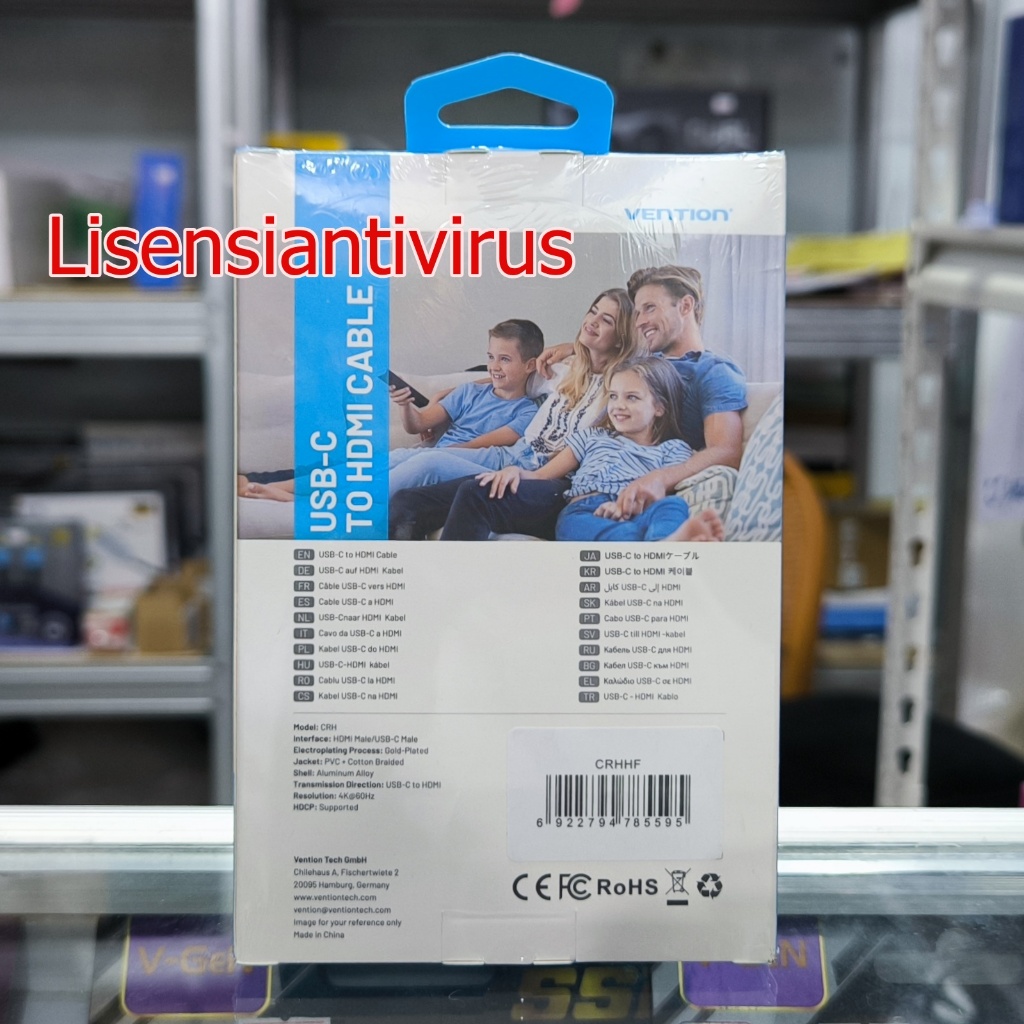 VENTION
Lisensiantivirus
USB-C
TO HDMI CABLE
EN USB-C to HDMI Cable
DE USB-C auf HDMI Kabel
FR Câble USB-C vers HDMI
ES Cable USB-C a HDMI
NL USB-Cnaar HDMI Kabel
IT Cavo da USB-C a HDMI
PL Kabel USB-C do HDMI
HU USB-C-HDMI kábel
RO Cablu USB-C la HDMI
CS Kabel USB-C na HDMI
JA USB-C to HDMIケーブル
KR USB-C to HDMI 케이블
AR كابل USB-C إلى HDMI
SK Kábel USB-C na HDMI
PT Cabo USB-C para HDMI
SV USB-C till HDMI -kabel
RU Кабель USB-C для HDMI
BG Кабел USB-C към HDMI
EL Καλώδιο USB-C σε HDMI
TR USB-C - HDMI Kablo
Model: CRH
Interface: HDMI Male/USB-C Male
Electroplating Process: Gold-Plated
Jacket: PVC + Cotton Braided
Shell: Aluminum Alloy
Transmission Direction: USB-C to HDMI
Resolution: 4K@60Hz
HDCP: Supported
CRHHF
6 922794 785595
Vention Tech GmbH
Chilehaus A, Fischertwiete 2
20095 Hamburg, Germany
www.ventiontech.com
vention@ventiontech.com
Image for your reference only
Made in China
CE FC RoHS
V-GeN
SS